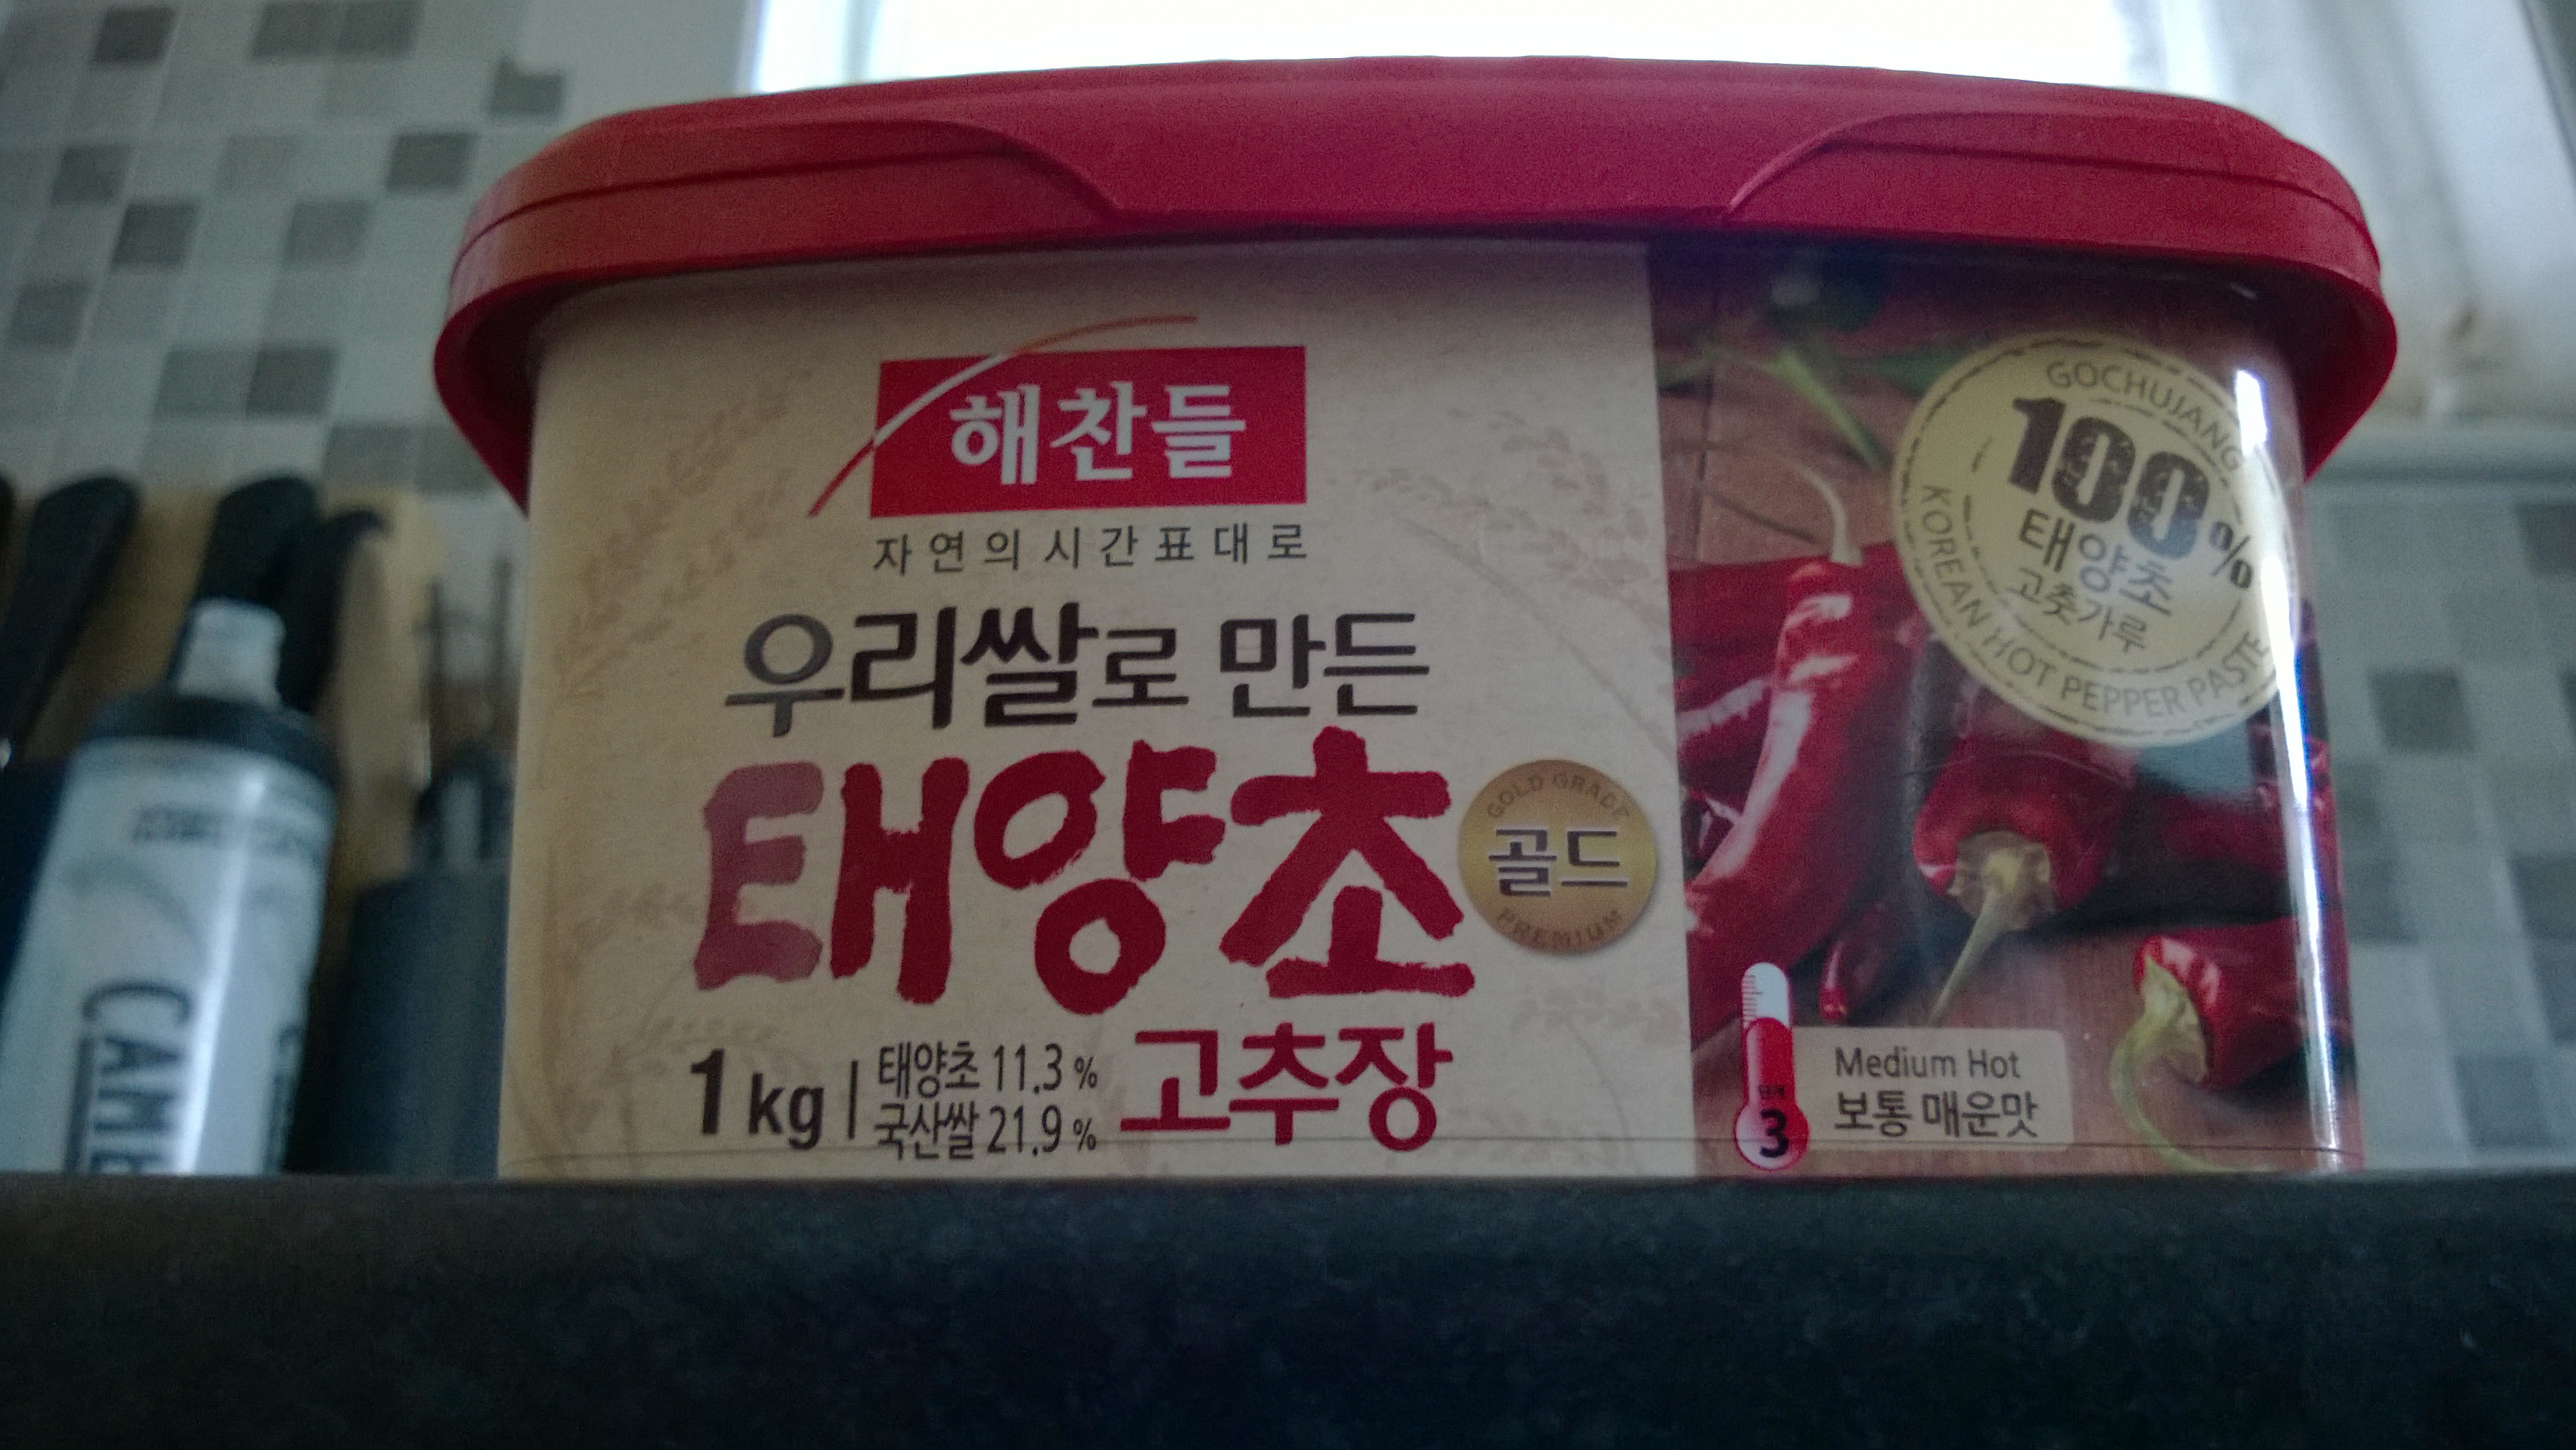 해찬들
자연의 시간표대로
우리쌀로 만든
태양초
GOLD GRADE
골드
PREMIUM
고추장
1 kg
태양초 11.3 %
국산쌀 21.9 %
GOCHUJANG
100%
태양초
고춧가루
KOREAN HOT PEPPER PASTE
3
Medium Hot
보통 매운맛